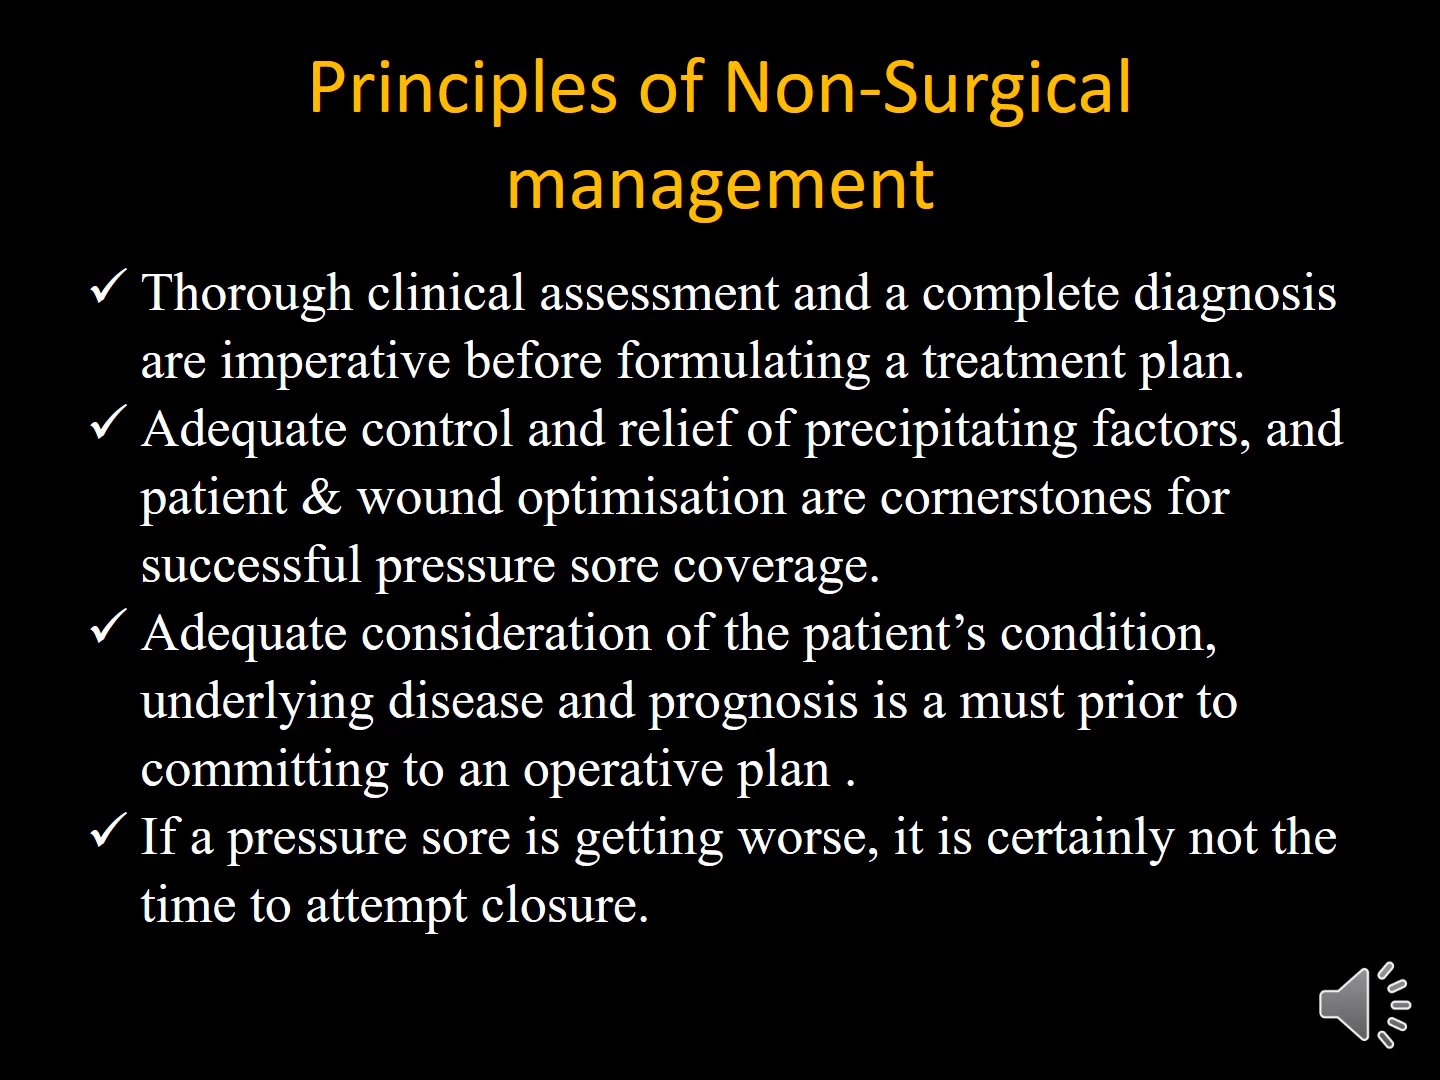 Principles of Non-Surgical
management
✓ Thorough clinical assessment and a complete diagnosis
are imperative before formulating a treatment plan.
✓ Adequate control and relief of precipitating factors, and
patient & wound optimisation are cornerstones for
successful pressure sore coverage.
✓ Adequate consideration of the patient’s condition,
underlying disease and prognosis is a must prior to
committing to an operative plan .
✓ If a pressure sore is getting worse, it is certainly not the
time to attempt closure.